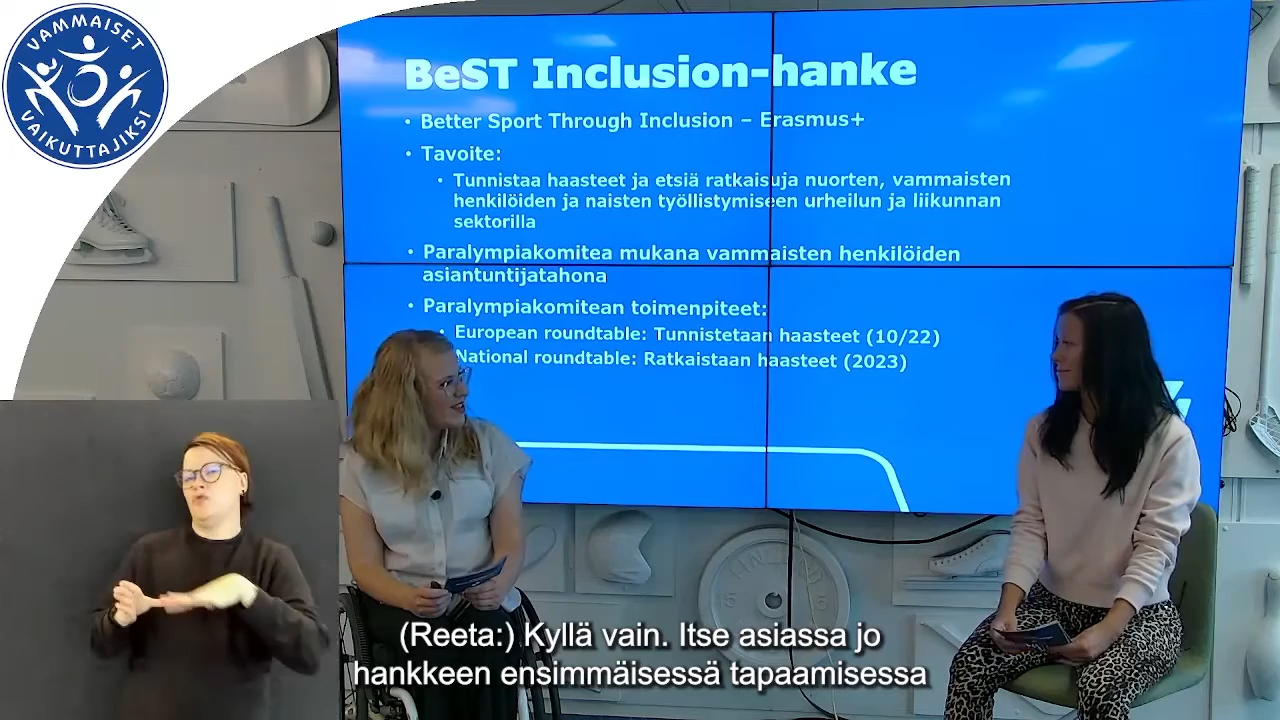 VAMMAISET
VAIKUTTAJIKSI
BeST Inclusion-hanke
• Better Sport Through Inclusion – Erasmus+
• Tavoite:
• Tunnistaa haasteet ja etsiä ratkaisuja nuorten, vammaisten
henkilöiden ja naisten työllistymiseen urheilun ja liikunnan
sektorilla
• Paralympiakomitea mukana vammaisten henkilöiden
asiantuntijatahona
• Paralympiakomitean toimenpiteet:
• European roundtable: Tunnistetaan haasteet (10/22)
National roundtable: Ratkaistaan haasteet (2023)
5 5
(Reeta:) Kyllä vain. Itse asiassa jo
hankkeen ensimmäisessä tapaamisessa